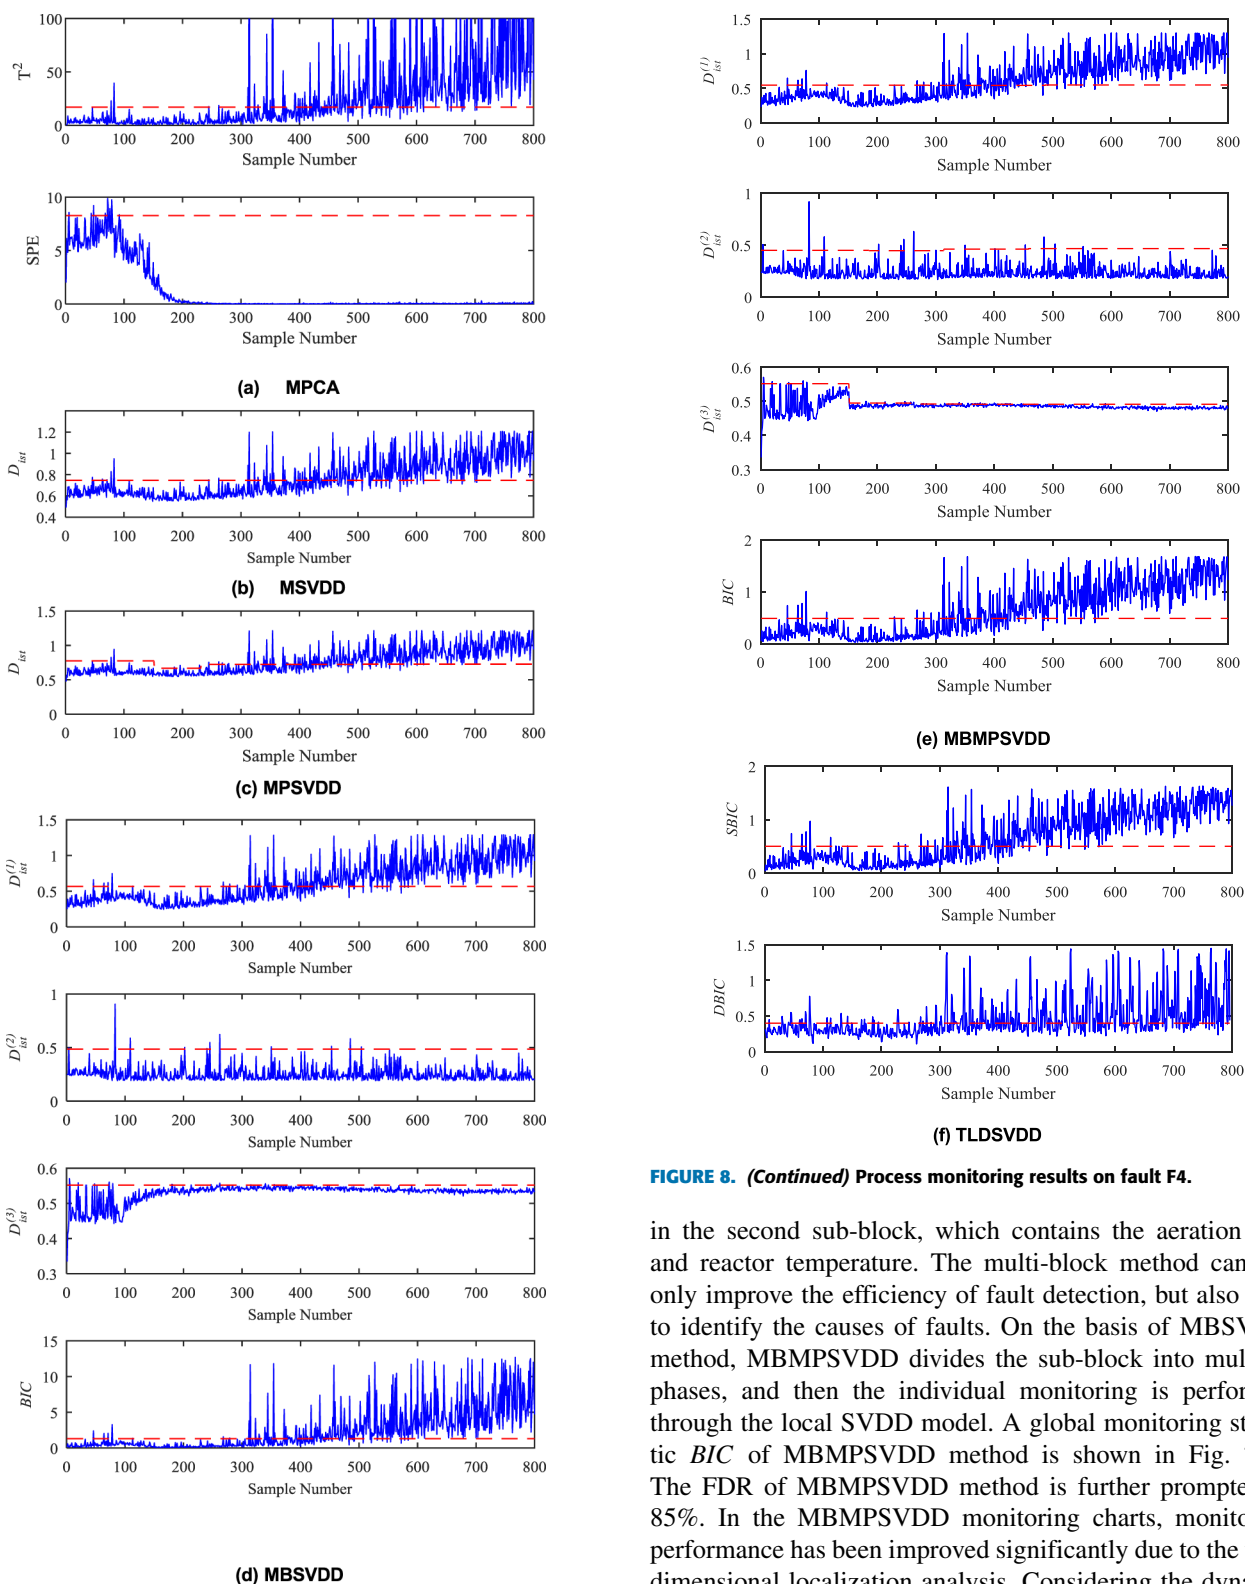 T²
100
50
0
0 100 200 300 400 500 600 700 800
Sample Number
SPE
10
5
0
0 100 200 300 400 500 600 700 800
Sample Number
(a) MPCA
D_ist
1.2
1
0.8
0.6
0.4
0 100 200 300 400 500 600 700 800
Sample Number
(b) MSVDD
D_ist
1.5
1
0.5
0
0 100 200 300 400 500 600 700 800
Sample Number
(c) MPSVDD
D_ist^(1)
1.5
1
0.5
0
0 100 200 300 400 500 600 700 800
Sample Number
D_ist^(2)
1
0.5
0
0 100 200 300 400 500 600 700 800
Sample Number
D_ist^(3)
0.6
0.5
0.4
0.3
0 100 200 300 400 500 600 700 800
Sample Number
BIC
15
10
5
0
0 100 200 300 400 500 600 700 800
Sample Number
(d) MBSVDD
D_ist^(1)
1.5
1
0.5
0
0 100 200 300 400 500 600 700 800
Sample Number
D_ist^(2)
1
0.5
0
0 100 200 300 400 500 600 700 800
Sample Number
D_ist^(3)
0.6
0.5
0.4
0.3
0 100 200 300 400 500 600 700 800
Sample Number
BIC
2
1
0
0 100 200 300 400 500 600 700 800
Sample Number
(e) MBMPSVDD
SBIC
2
1
0
0 100 200 300 400 500 600 700 800
Sample Number
DBIC
1.5
1
0.5
0
0 100 200 300 400 500 600 700 800
Sample Number
(f) TLDSVDD
FIGURE 8. (Continued) Process monitoring results on fault F4.
in the second sub-block, which contains the aeration
and reactor temperature. The multi-block method can
only improve the efficiency of fault detection, but also
to identify the causes of faults. On the basis of MBSV
method, MBMPSVDD divides the sub-block into mul
phases, and then the individual monitoring is perfor
through the local SVDD model. A global monitoring st
tic BIC of MBMPSVDD method is shown in Fig.
The FDR of MBMPSVDD method is further prompte
85%. In the MBMPSVDD monitoring charts, monito
performance has been improved significantly due to the
dimensional localization analysis. Considering the dyna